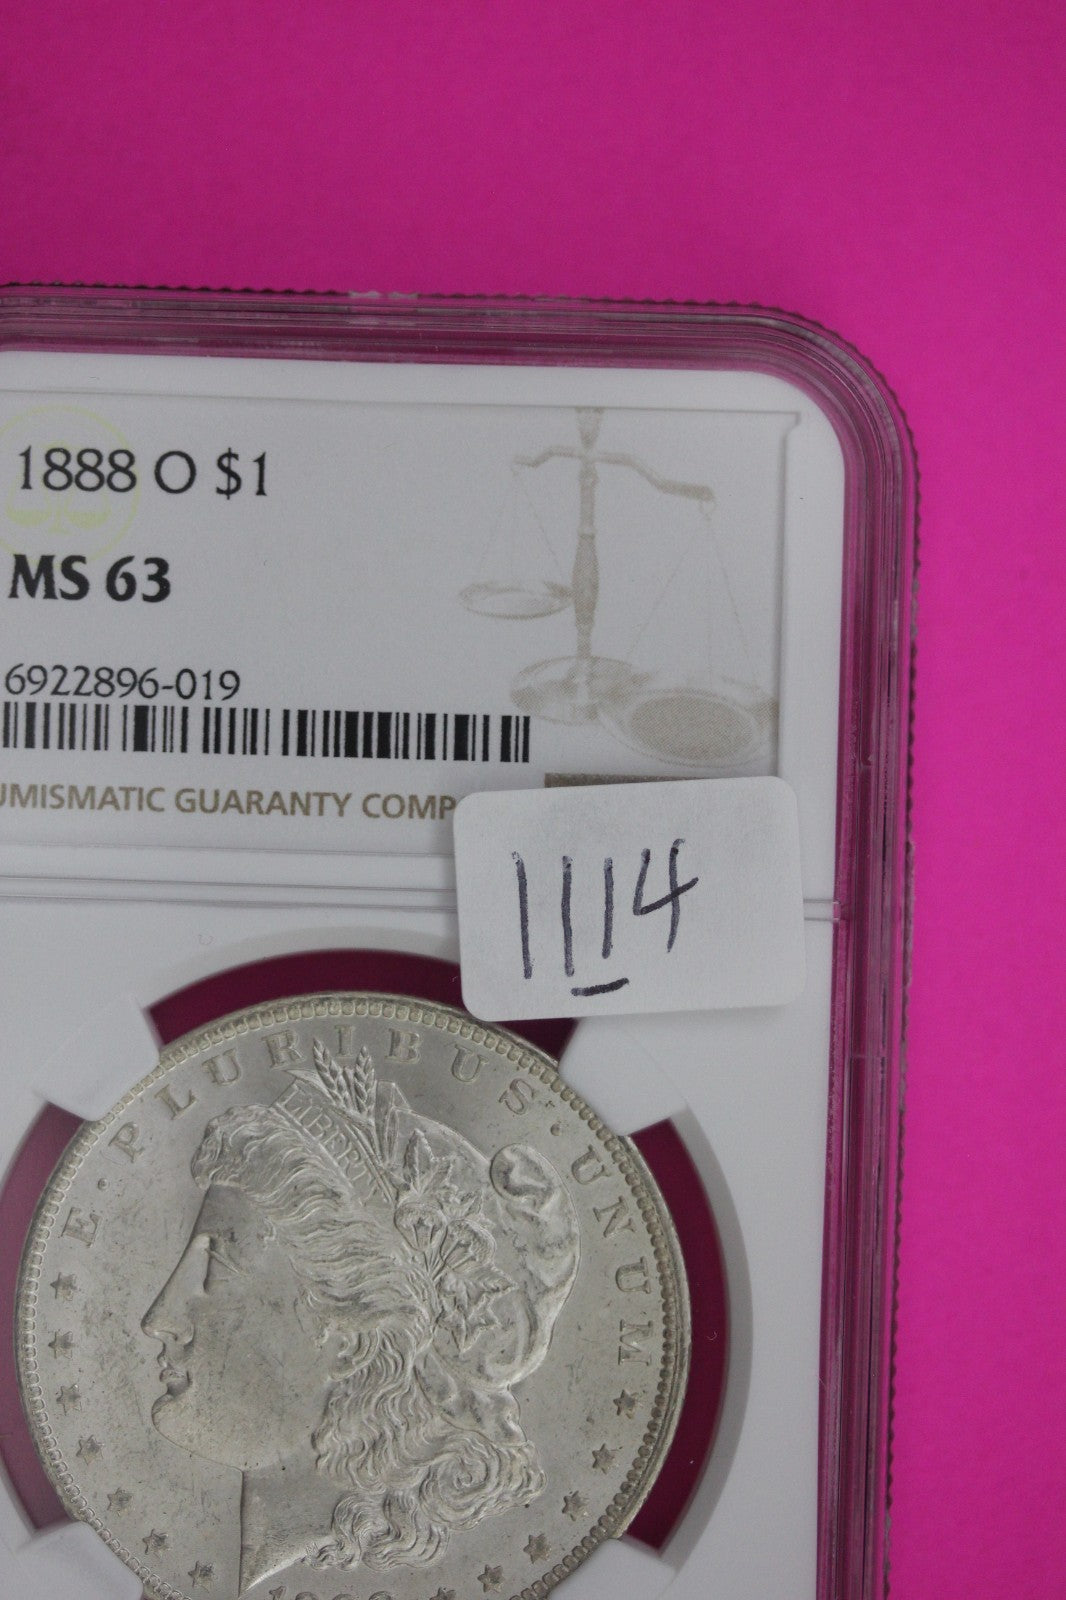 1888 O $1
MS 63
6922896-019
UMISMATIC GUARANTY COMP
1114
E · PLURIBUS · UNUM
LIBERTY